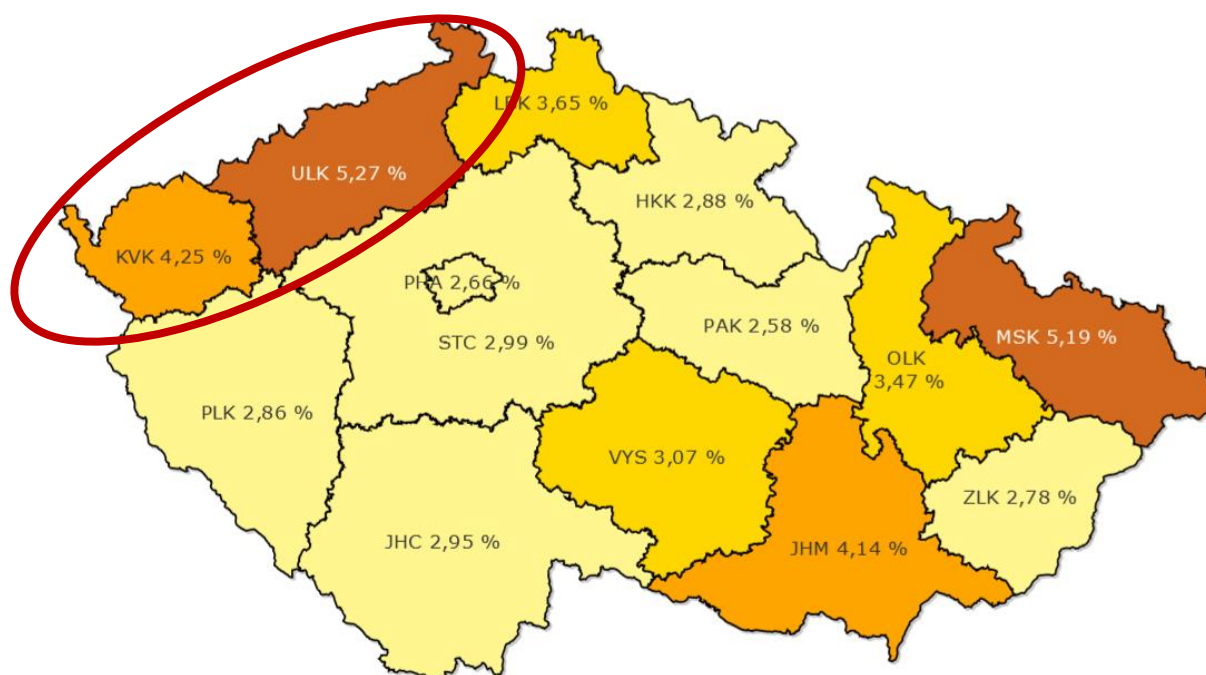 LBK 3,65 %
ULK 5,27 %
HKK 2,88 %
KVK 4,25 %
PHA 2,66 %
PAK 2,58 %
MSK 5,19 %
STC 2,99 %
OLK
3,47 %
PLK 2,86 %
VYS 3,07 %
ZLK 2,78 %
JHC 2,95 %
JHM 4,14 %